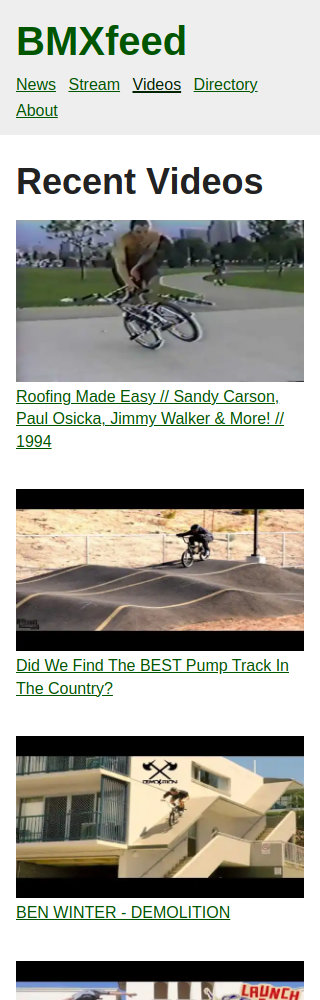 BMXfeed
News Stream Videos Directory
About
Recent Videos
Roofing Made Easy // Sandy Carson,
Paul Osicka, Jimmy Walker & More! //
1994
Did We Find The BEST Pump Track In
The Country?
DEMOLITION
BEN WINTER - DEMOLITION
LAUNCH